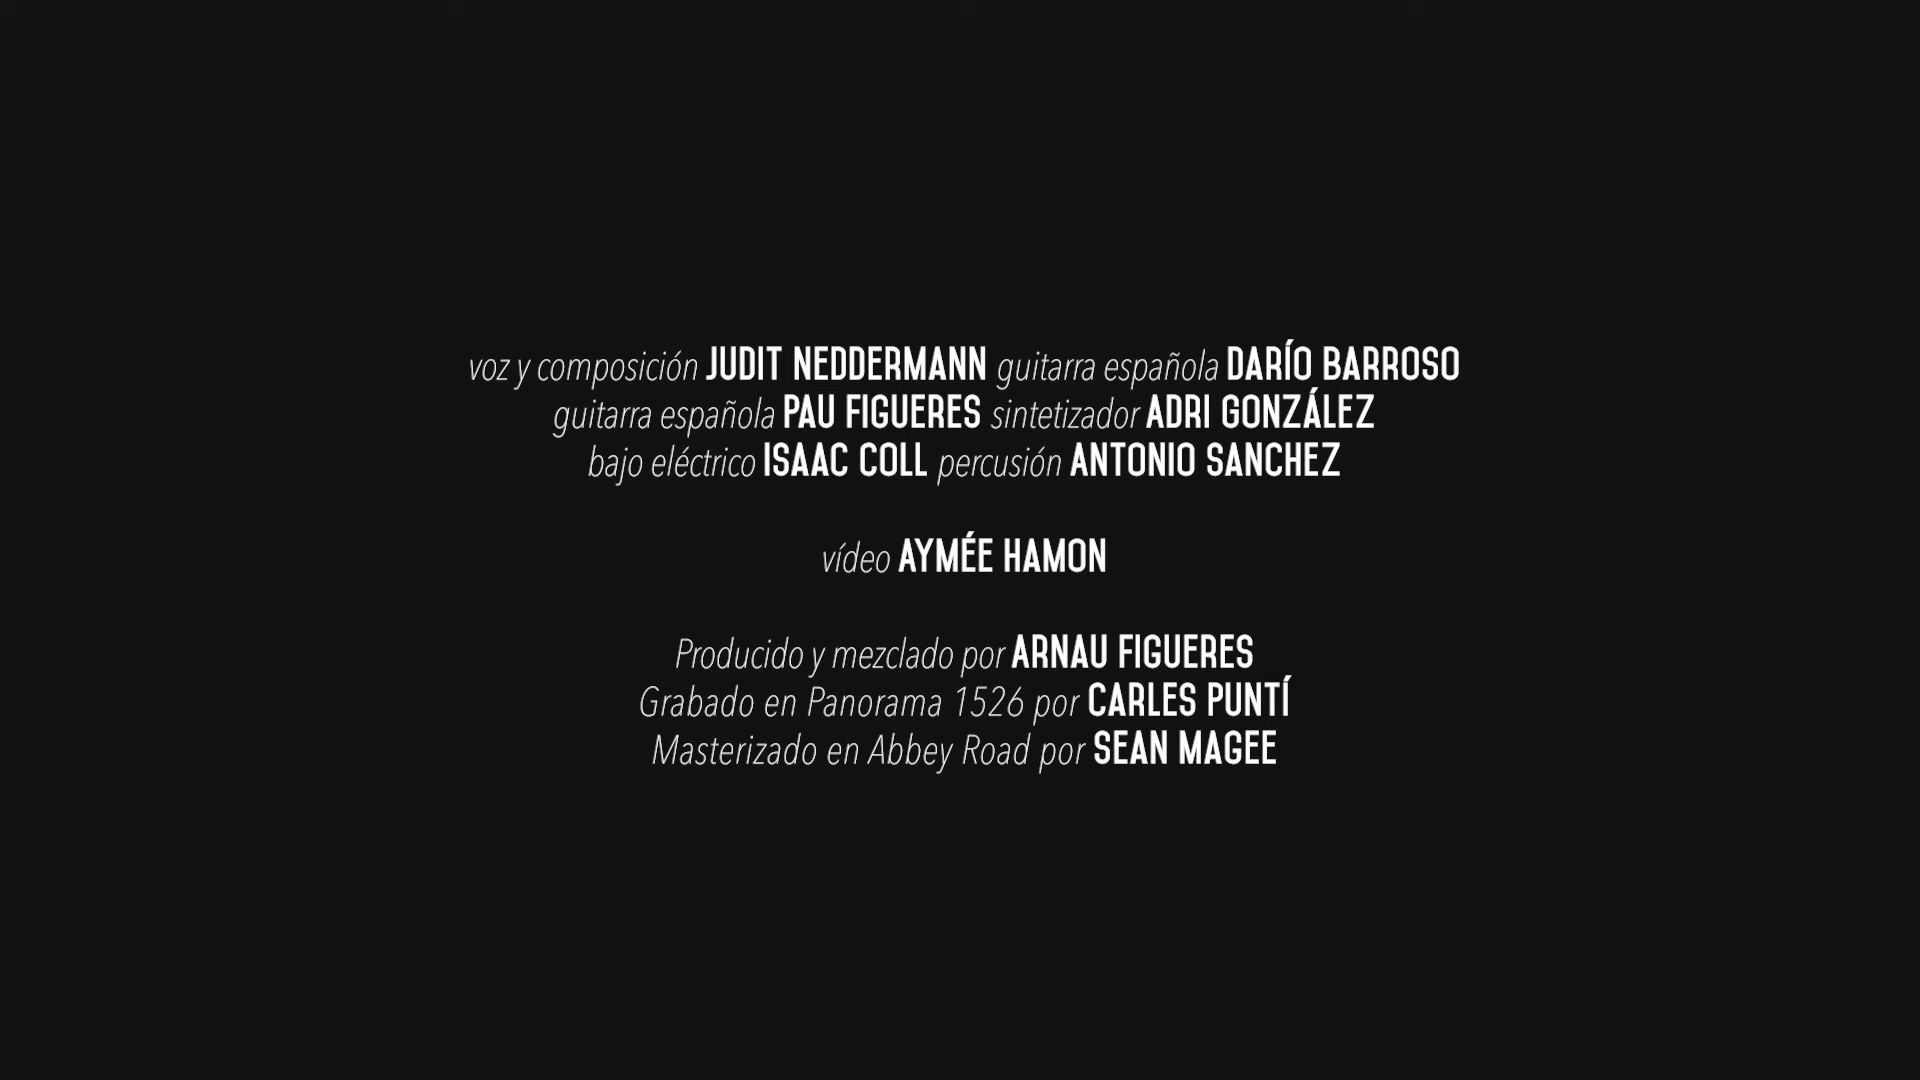 voz y composición JUDIT NEDDERMANN guitarra española DARÍO BARROSO
guitarra española PAU FIGUERES sintetizador ADRI GONZÁLEZ
bajo eléctrico ISAAC COLL percusión ANTONIO SANCHEZ
vídeo AYMÉE HAMON
Producido y mezclado por ARNAU FIGUERES
Grabado en Panorama 1526 por CARLES PUNTÍ
Masterizado en Abbey Road por SEAN MAGEE